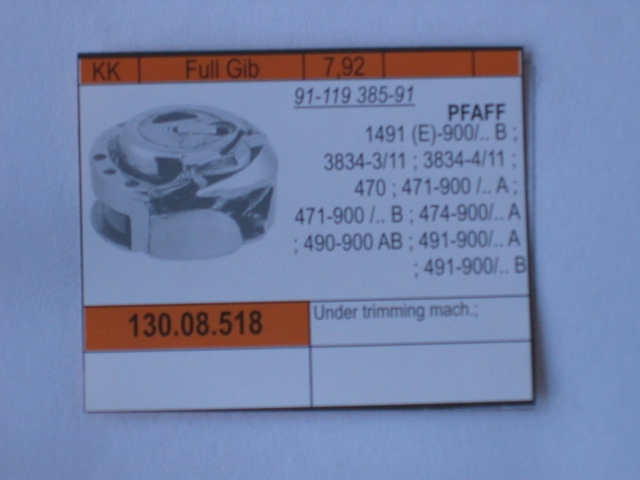 KK Full Gib 7,92
91-119 385-91
PFAFF
1491 (E)-900/.. B ;
3834-3/11 ; 3834-4/11 ;
470 ; 471-900 /.. A ;
471-900 /.. B ; 474-900/.. A
; 490-900 AB ; 491-900/.. A
; 491-900/.. B
130.08.518
Under trimming mach.;